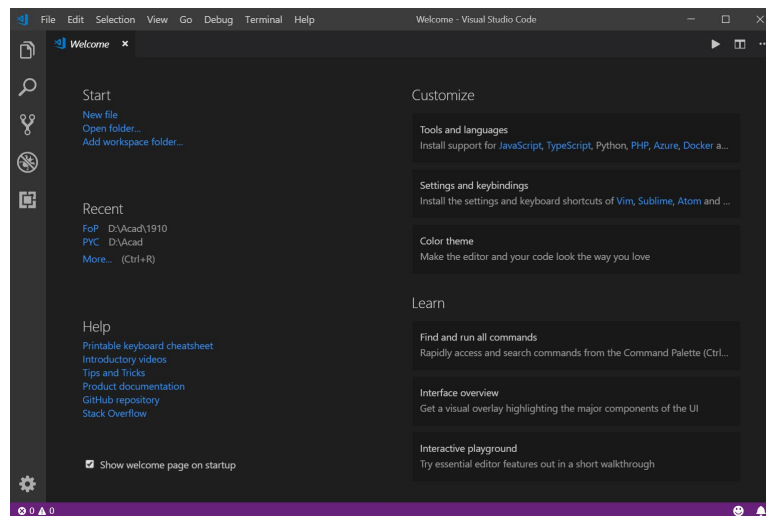 File Edit Selection View Go Debug Terminal Help Welcome - Visual Studio Code
Welcome
Start
New file
Open folder...
Add workspace folder...
Recent
FoP D:\Acad\1910
PYC D:\Acad
More... (Ctrl+R)
Help
Printable keyboard cheatsheet
Introductory videos
Tips and Tricks
Product documentation
GitHub repository
Stack Overflow
Show welcome page on startup
Customize
Tools and languages
Install support for JavaScript, TypeScript, Python, PHP, Azure, Docker a...
Settings and keybindings
Install the settings and keyboard shortcuts of Vim, Sublime, Atom and ...
Color theme
Make the editor and your code look the way you love
Learn
Find and run all commands
Rapidly access and search commands from the Command Palette (Ctrl...
Interface overview
Get a visual overlay highlighting the major components of the UI
Interactive playground
Try essential editor features out in a short walkthrough
0 0